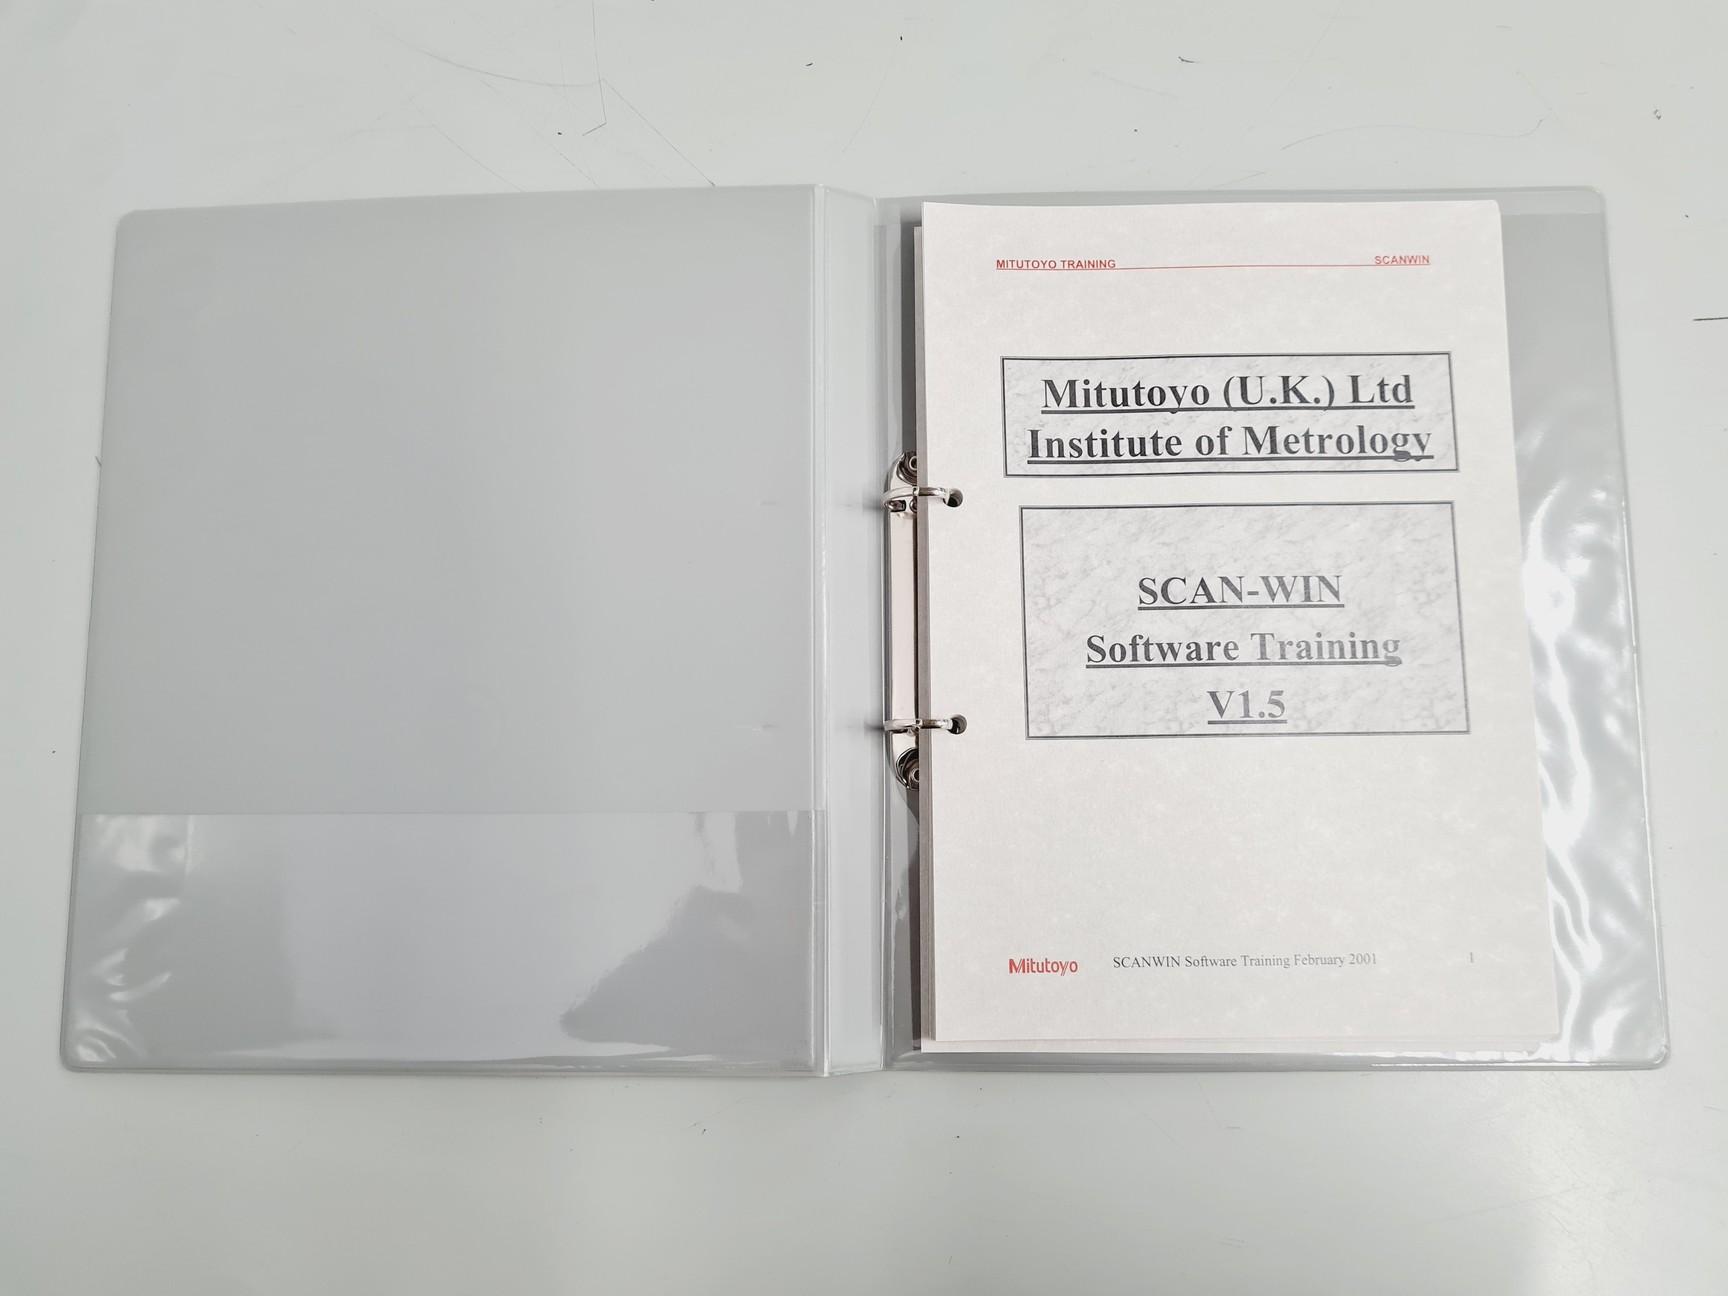 MITUTOYO TRAINING SCANWIN
Mitutoyo (U.K.) Ltd
Institute of Metrology
SCAN-WIN
Software Training
V1.5
Mitutoyo SCANWIN Software Training February 2001 1